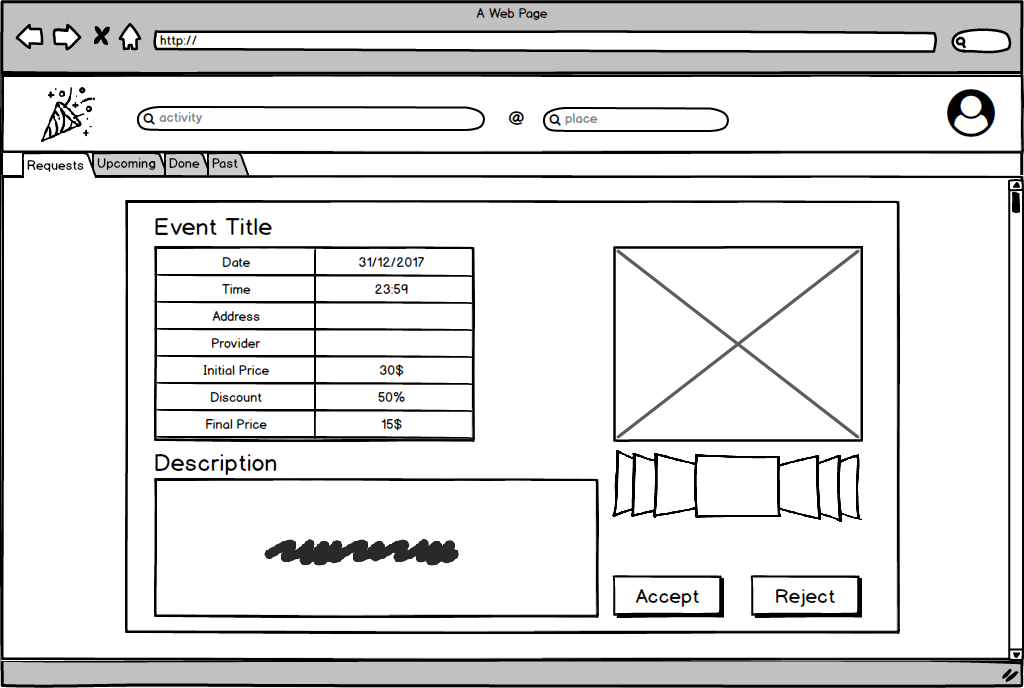 A Web Page
http://
activity @ place
Requests Upcoming Done Past
Event Title
Date 31/12/2017
Time 23:59
Address
Provider
Initial Price 30$
Discount 50%
Final Price 15$
Description
Accept Reject